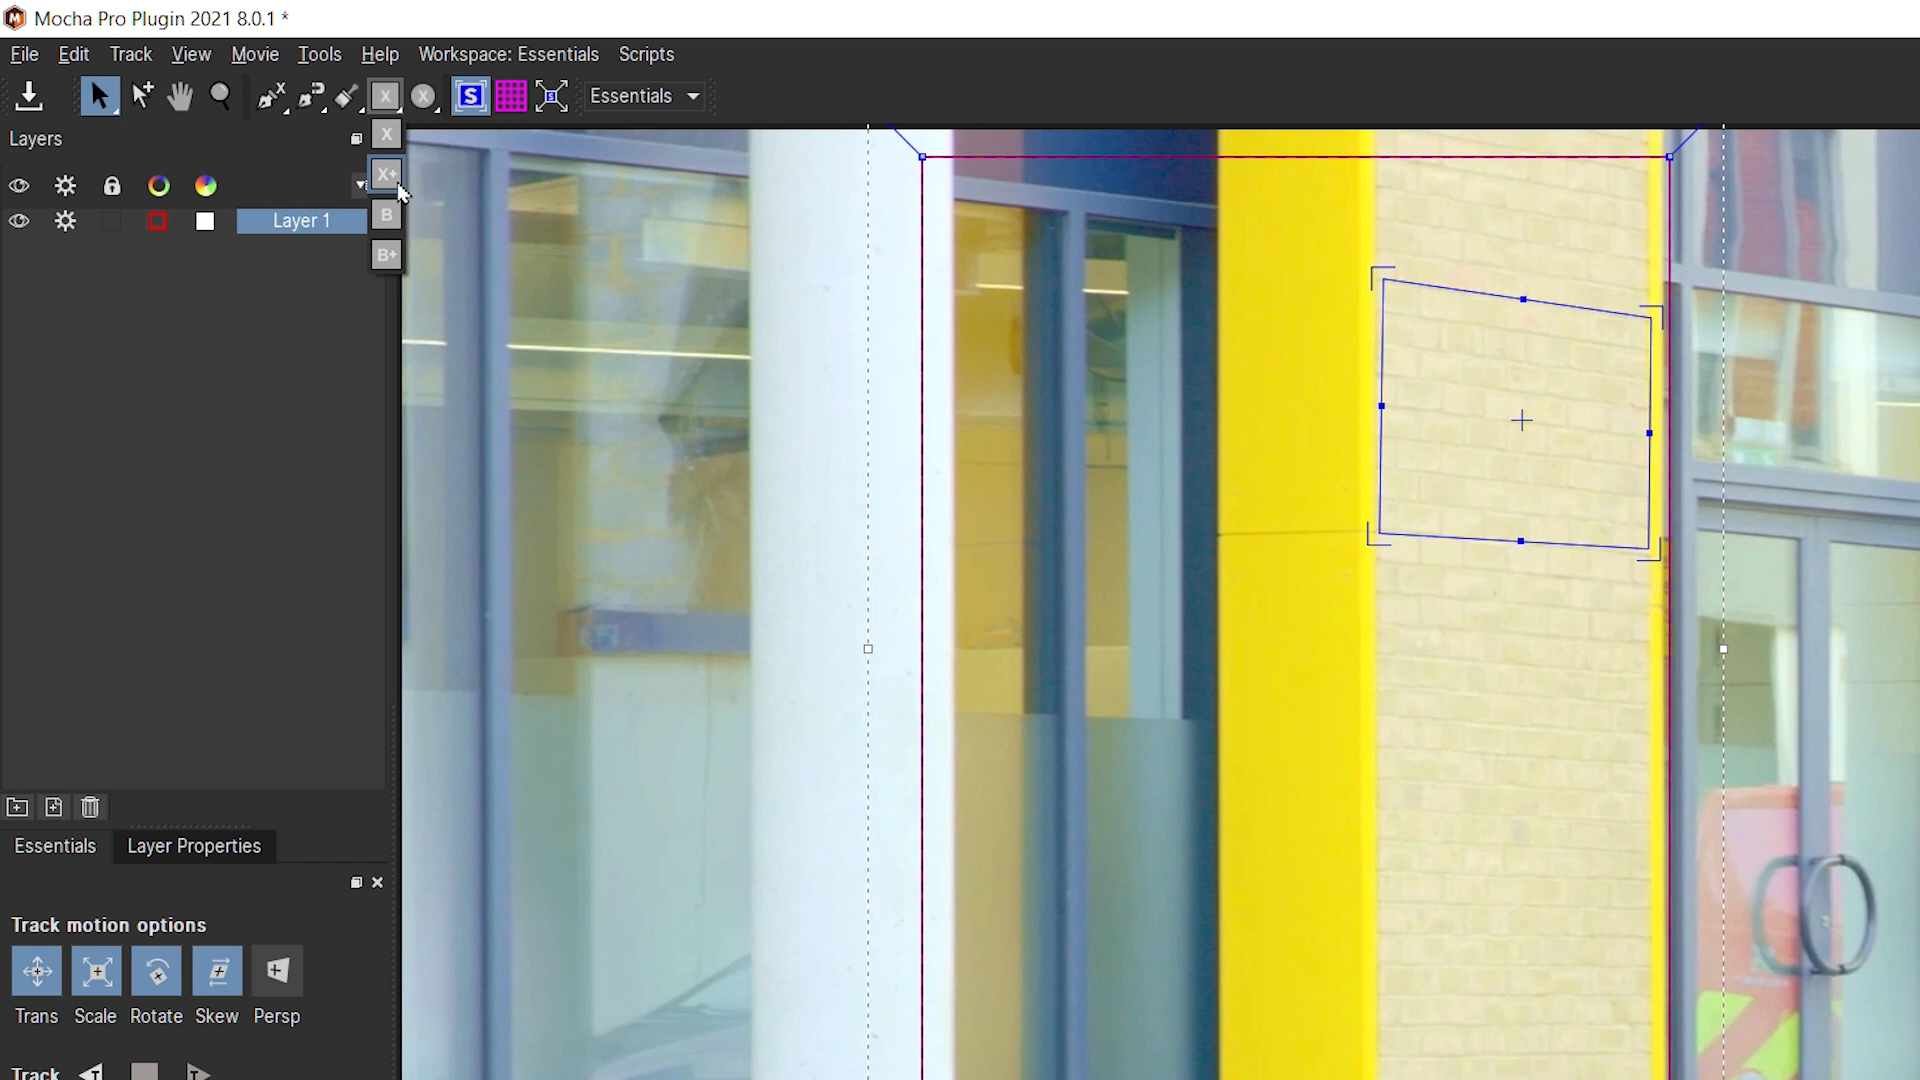 Mocha Pro Plugin 2021 8.0.1 *
File Edit Track View Movie Tools Help Workspace: Essentials Scripts
X X S S Essentials
Layers
X
X+
Layer 1
B
B+
Essentials Layer Properties
Track motion options
Trans Scale Rotate Skew Persp
Track T T